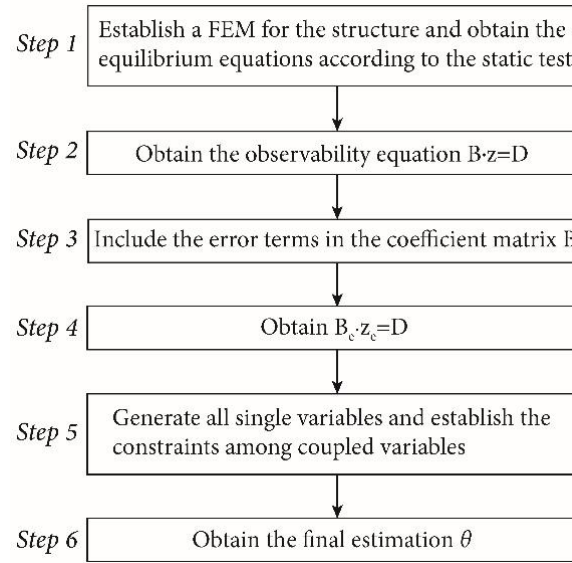 Step 1
Establish a FEM for the structure and obtain the
equilibrium equations according to the static test
Step 2
Obtain the observability equation B·z=D
Step 3
Include the error terms in the coefficient matrix B
Step 4
Obtain Bₑ·zₑ=D
Step 5
Generate all single variables and establish the
constraints among coupled variables
Step 6
Obtain the final estimation θ